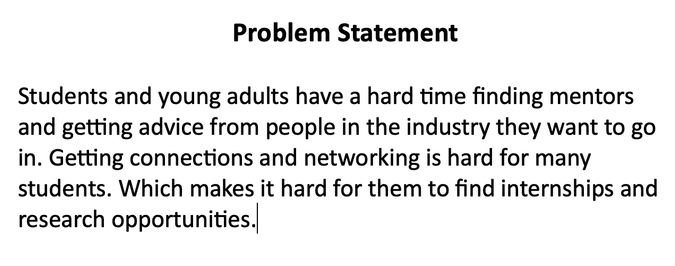 Problem Statement
Students and young adults have a hard time finding mentors
and getting advice from people in the industry they want to go
in. Getting connections and networking is hard for many
students. Which makes it hard for them to find internships and
research opportunities.